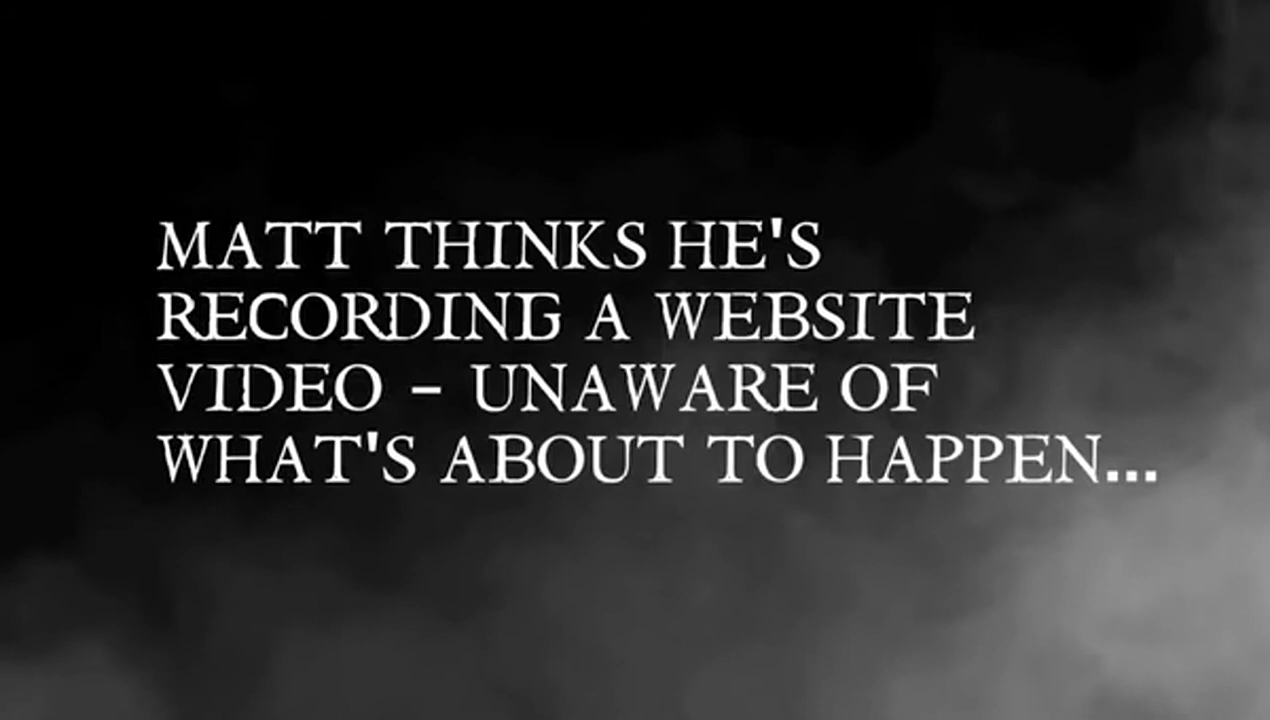 MATT THINKS HE'S
RECORDING A WEBSITE
VIDEO - UNAWARE OF
WHAT'S ABOUT TO HAPPEN...